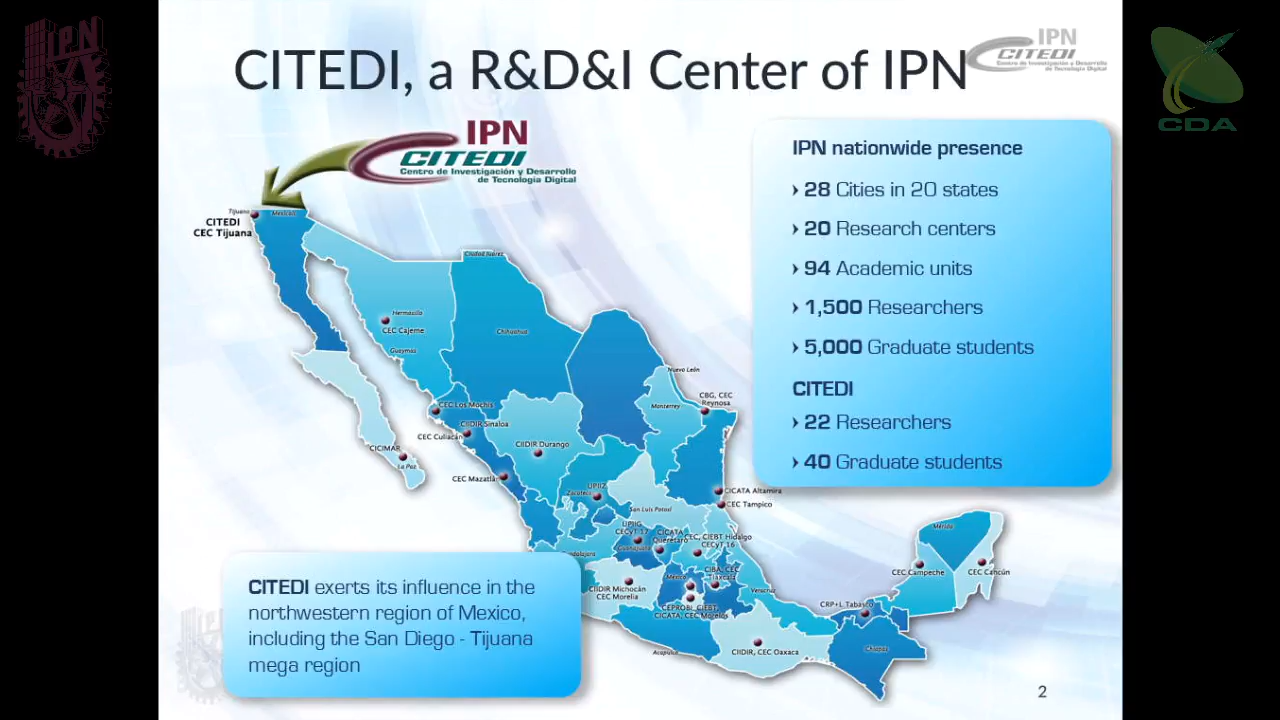 CITEDI, a R&D&I Center of IPN
IPN
CITEDI
Centro de Investigación y Desarrollo
de Tecnología Digital
IPN
CDA
IPN
CITEDI
Centro de Investigación y Desarrollo
de Tecnología Digital
IPN nationwide presence
28 Cities in 20 states
20 Research centers
94 Academic units
1,500 Researchers
5,000 Graduate students
CITEDI
22 Researchers
40 Graduate students
Tijuana
Mexicali
CITEDI
CEC Tijuana
Ciudad Juárez
Hermosillo
CEC Cajeme
Guaymas
Chihuahua
Nuevo León
Monterrey
CBG, CEC
Reynosa
CEC Los Mochis
CIIDIR Sinaloa
CEC Culiacán
CIIDIR Durango
CICIMAR
La Paz
CEC Mazatlán
UPIIZ
Zacatecas
CICATA Altamira
CEC Tampico
San Luis Potosí
UPIIG
CECyT 17
Guanajuato
CICATA
Querétaro
CEC, CIEBT Hidalgo
CECyT 16
CIBA, CEC
Tlaxcala
CIIDIR Michocán
CEC Morelia
México
Veracruz
CEPROBI, CIEBT
CICATA, CEC Morelos
Acapulco
CIIDIR, CEC Oaxaca
CRP+L Tabasco
Chiapas
Mérida
CEC Campeche
CEC Cancún
CITEDI exerts its influence in the
northwestern region of Mexico,
including the San Diego - Tijuana
mega region
2